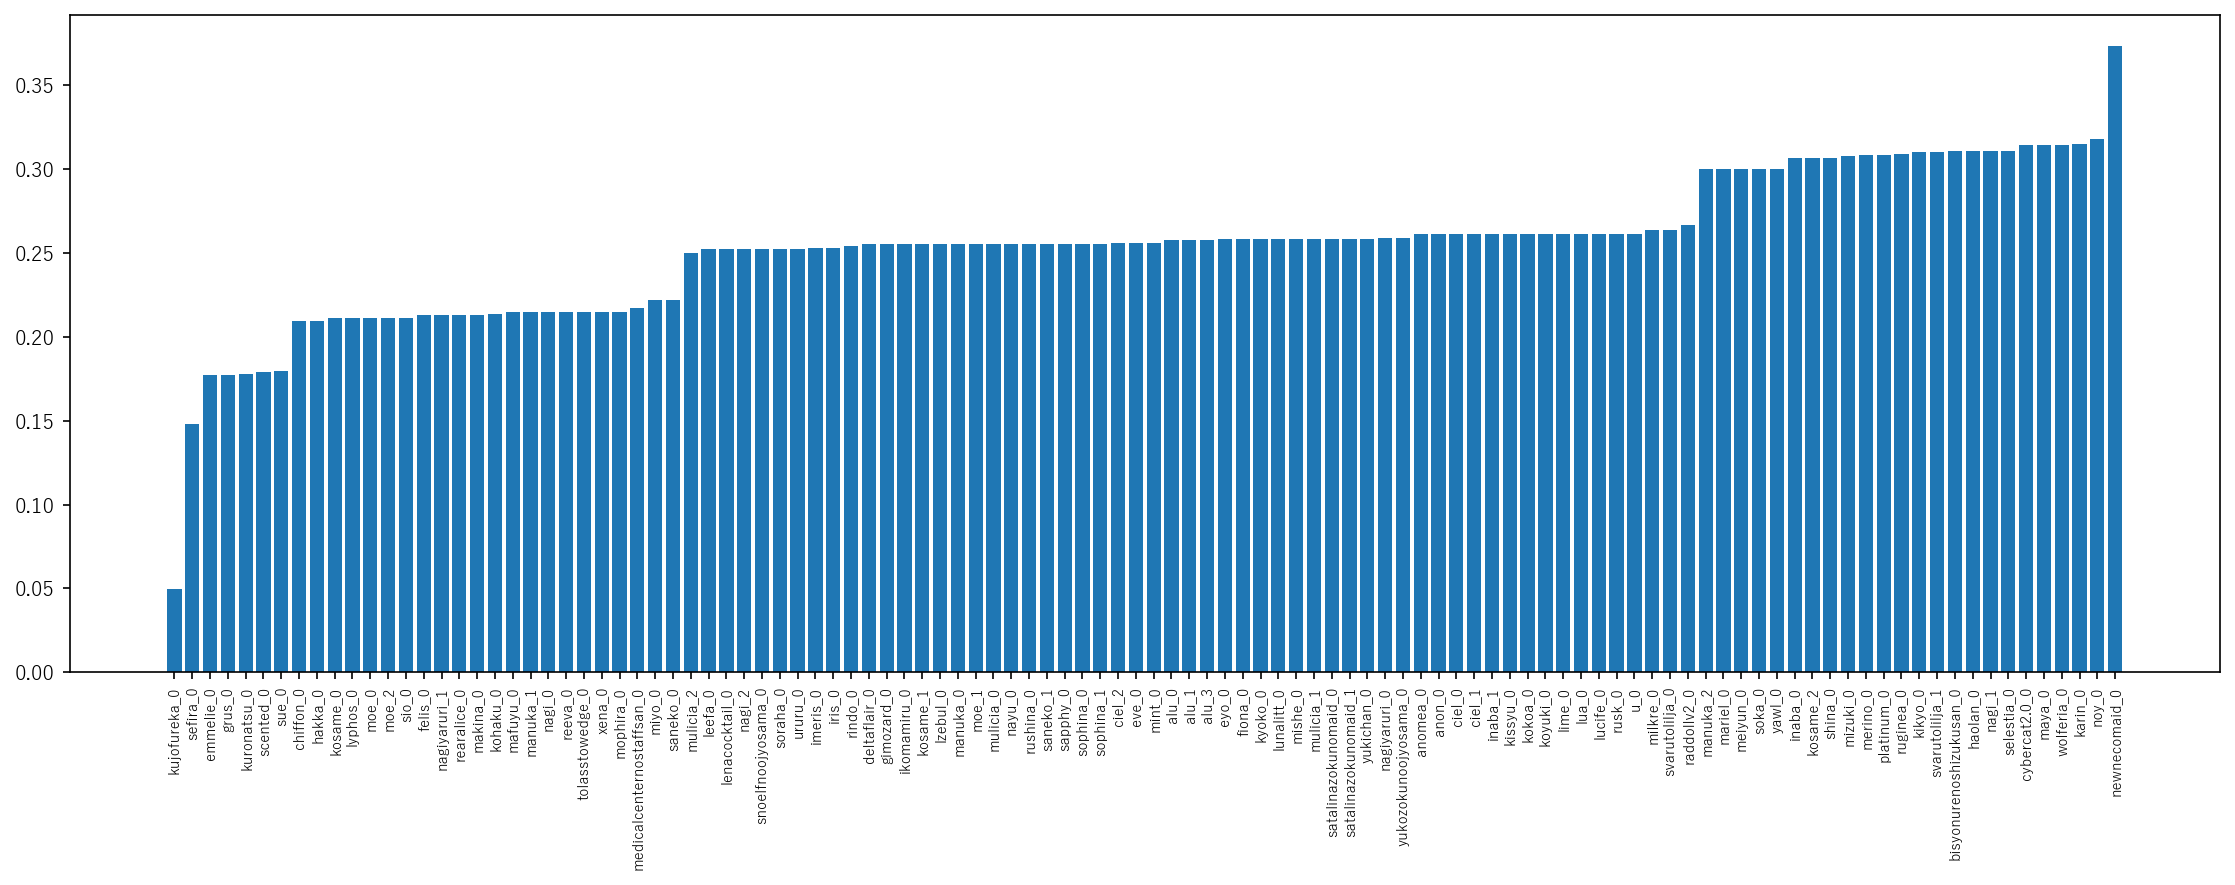 0.35
0.30
0.25
0.20
0.15
0.10
0.05
0.00
kujofureka_0
sefira_0
emmelie_0
grus_0
kuronatsu_0
scented_0
sue_0
chiffon_0
hakka_0
kosame_0
lyphos_0
moe_0
moe_2
sio_0
felis_0
nagiyaruri_1
rearalice_0
makina_0
kohaku_0
mafuyu_0
manuka_1
nagi_0
reeva_0
tolasstowedge_0
xena_0
mophira_0
medicalcenternostaffsan_0
miyo_0
saneko_0
mulicia_2
leefa_0
lenacocktail_0
nagi_2
snoelfnoojyosama_0
soraha_0
ururu_0
imeris_0
iris_0
rindo_0
deltaflair_0
gimozard_0
ikomamiru_0
kosame_1
lzebul_0
manuka_0
moe_1
mulicia_0
nayu_0
rushina_0
saneko_1
sapphy_0
sophina_0
sophina_1
ciel_2
eve_0
mint_0
alu_0
alu_1
alu_3
eyo_0
fiona_0
kyoko_0
lunalitt_0
mishe_0
mulicia_1
satalinazokunomaid_0
satalinazokunomaid_1
yukichan_0
nagiyaruri_0
yukozokunoojyosama_0
anomea_0
anon_0
ciel_0
ciel_1
inaba_1
kissyu_0
kokoa_0
koyuki_0
lime_0
lua_0
lucife_0
rusk_0
u_0
milkre_0
svarutolilja_0
raddollv2_0
manuka_2
mariel_0
meiyun_0
soka_0
yawl_0
inaba_0
kosame_2
shina_0
mizuki_0
merino_0
platinum_0
ruginea_0
kikyo_0
svarutolilja_1
bisyonurenoshizukusan_0
haolan_0
nagi_1
selestia_0
cybercat2.0_0
maya_0
wolferia_0
karin_0
noy_0
newnecomaid_0